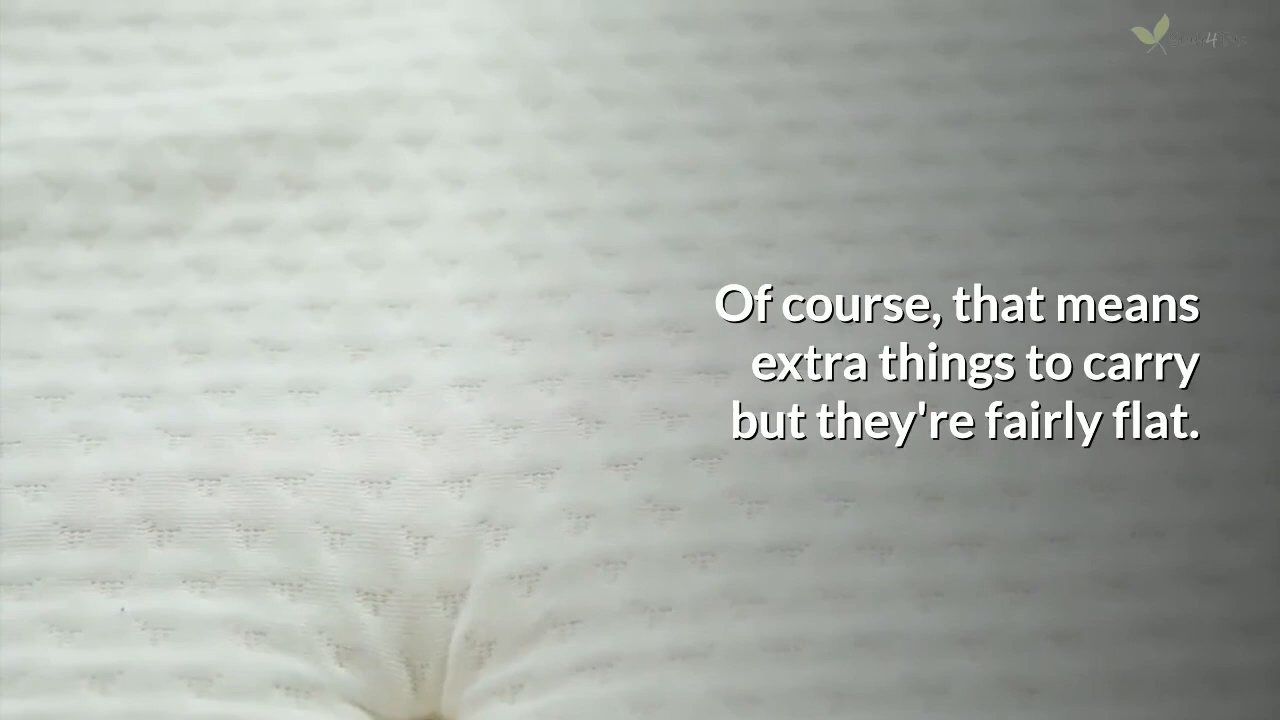 Of course, that means
extra things to carry
but they're fairly flat.